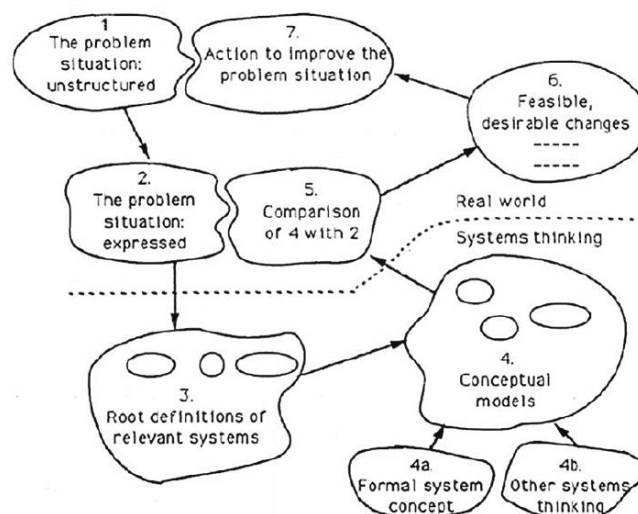 1
The problem
situation:
unstructured
7.
Action to improve the
problem situation
6.
Feasible,
desirable changes
2.
The problem
situation:
expressed
5.
Comparison
of 4 with 2
Real world
Systems thinking
3.
Root definitions of
relevant systems
4.
Conceptual
models
4a.
Formal system
concept
4b.
Other systems
thinking